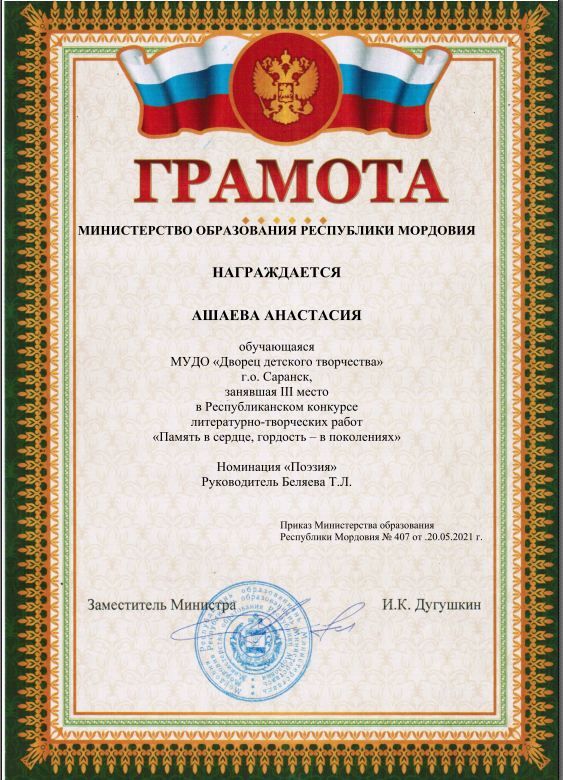 ГРАМОТА
МИНИСТЕРСТВО ОБРАЗОВАНИЯ РЕСПУБЛИКИ МОРДОВИЯ
НАГРАЖДАЕТСЯ
АШАЕВА АНАСТАСИЯ
обучающаяся
МУДО «Дворец детского творчества»
г.о. Саранск,
занявшая III место
в Республиканском конкурсе
литературно-творческих работ
«Память в сердце, гордость – в поколениях»
Номинация «Поэзия»
Руководитель Беляева Т.Л.
Приказ Министерства образования
Республики Мордовия № 407 от .20.05.2021 г.
Заместитель Министра И.К. Дугушкин